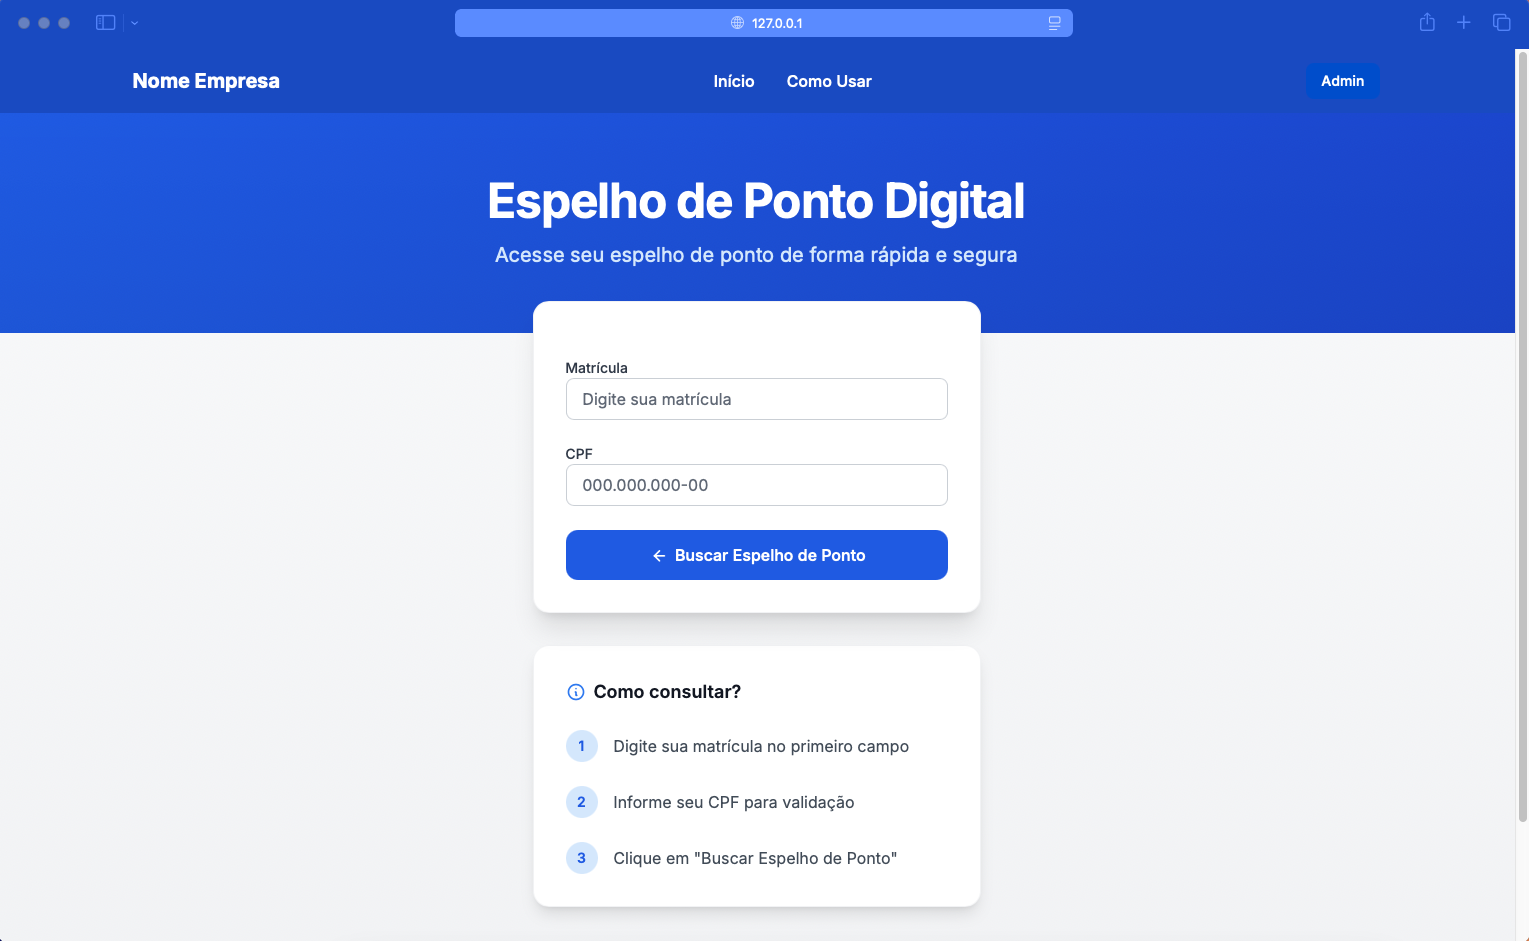 127.0.0.1
Nome Empresa
Início
Como Usar
Admin
Espelho de Ponto Digital
Acesse seu espelho de ponto de forma rápida e segura
Matrícula
Digite sua matrícula
CPF
000.000.000-00
Buscar Espelho de Ponto
Como consultar?
1 Digite sua matrícula no primeiro campo
2 Informe seu CPF para validação
3 Clique em "Buscar Espelho de Ponto"